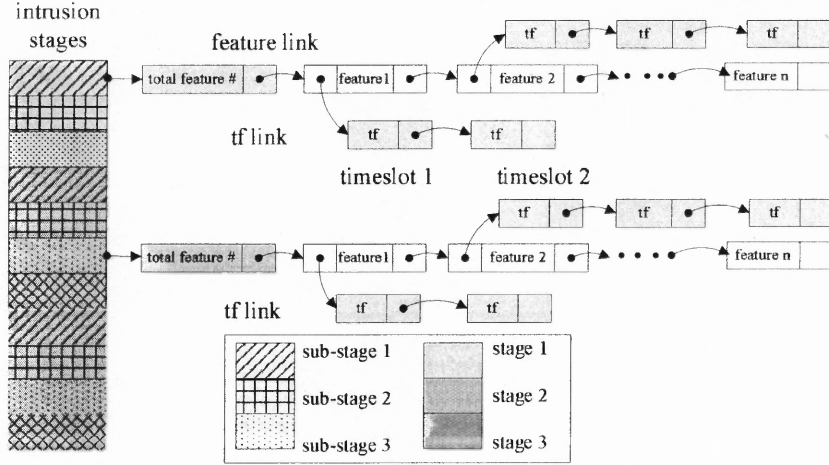 intrusion
stages
feature link
tf tf tf
total feature # feature1 feature 2 feature n
tf link
tf tf
timeslot 1 timeslot 2
tf tf tf
total feature # feature1 feature 2 feature n
tf link
tf tf
sub-stage 1 stage 1
sub-stage 2 stage 2
sub-stage 3 stage 3